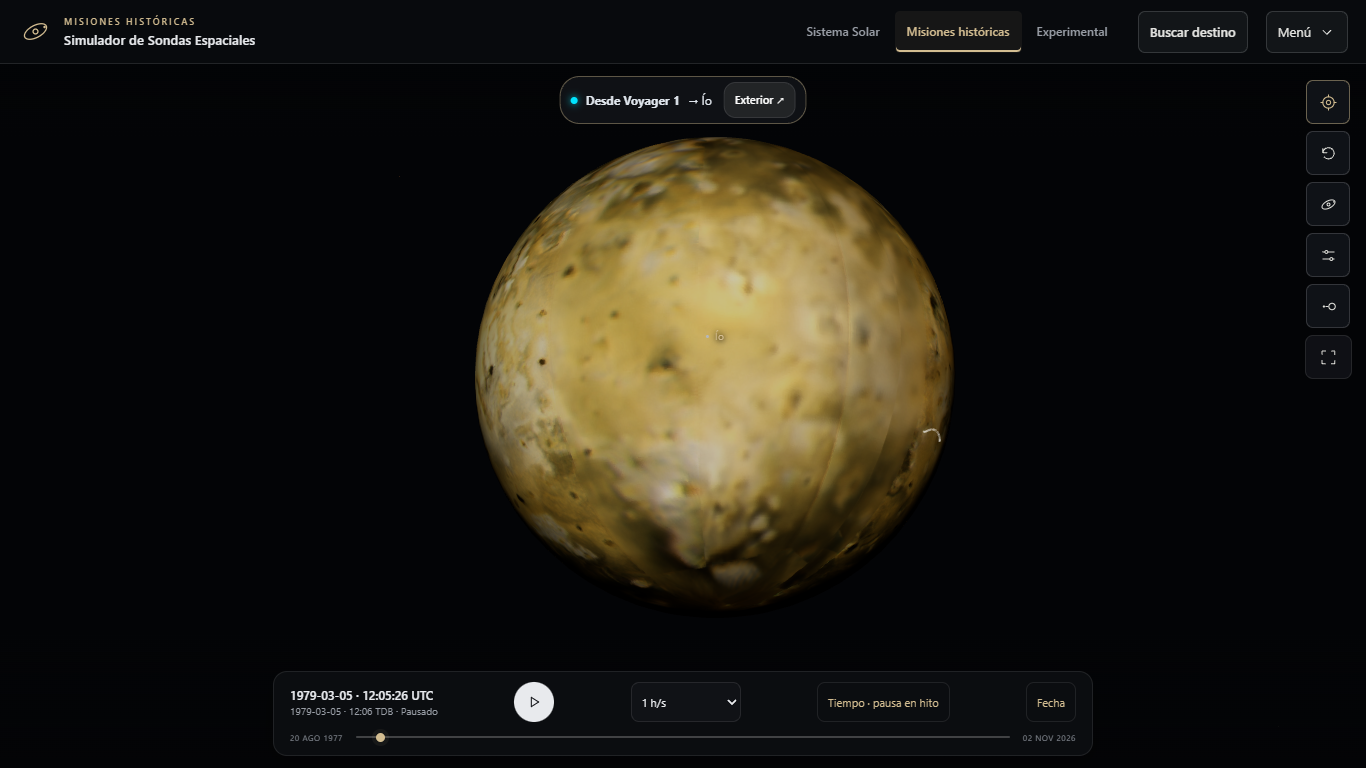 MISIONES HISTÓRICAS
Simulador de Sondas Espaciales
Sistema Solar
Misiones históricas
Experimental
Buscar destino
Menú
Desde Voyager 1 → Ío
Exterior ↗
Ío
1979-03-05 · 12:05:26 UTC
1979-03-05 · 12:06 TDB · Pausado
1 h/s
Tiempo · pausa en hito
Fecha
20 AGO 1977
02 NOV 2026